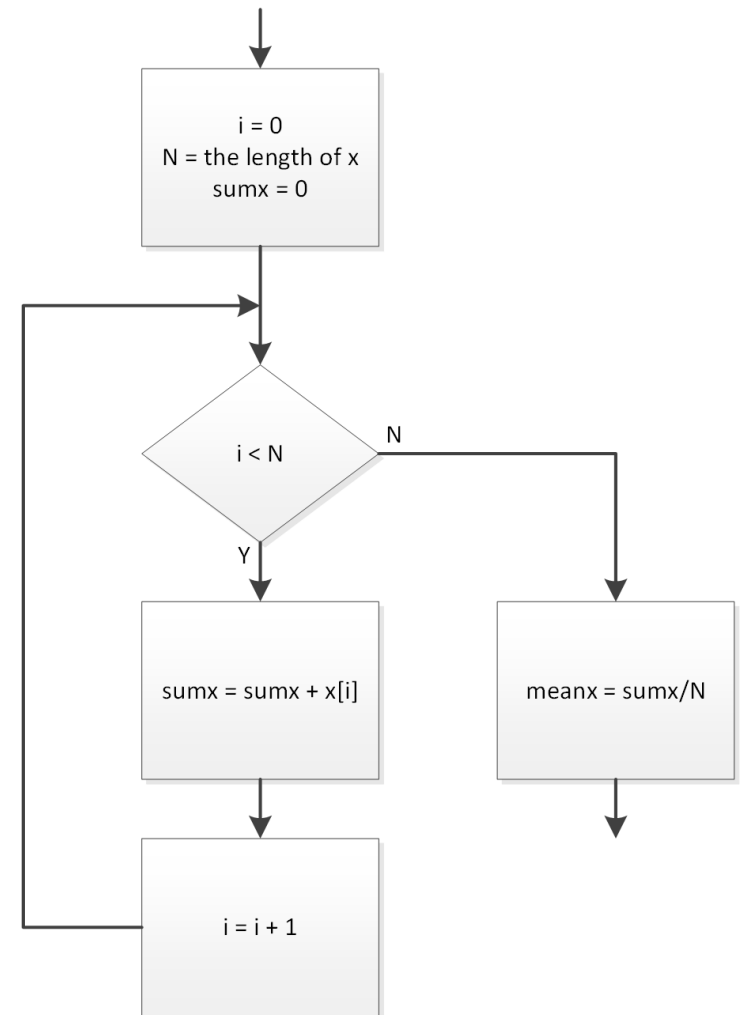 i = 0
N = the length of x
sumx = 0
i < N
N
Y
sumx = sumx + x[i]
meanx = sumx/N
i = i + 1